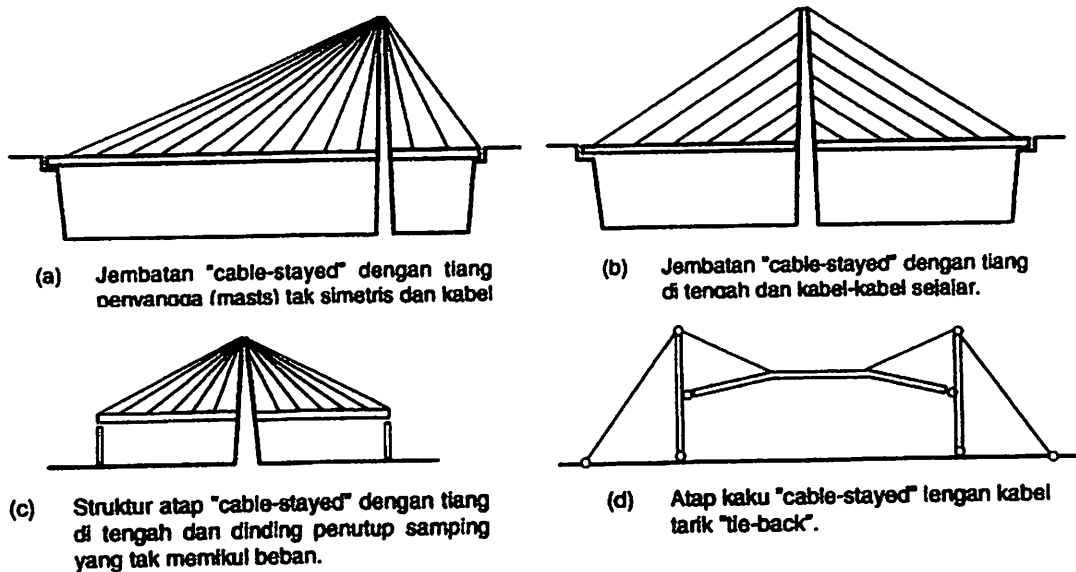 (a) Jembatan "cable-stayed" dengan tiang
penyangga (masts) tak simetris dan kabel
(b) Jembatan "cable-stayed" dengan tiang
di tengah dan kabel-kabel sejajar.
(c) Struktur atap "cable-stayed" dengan tiang
di tengah dan dinding penutup samping
yang tak memikul beban.
(d) Atap kaku "cable-stayed" lengan kabel
tarik "tie-back".